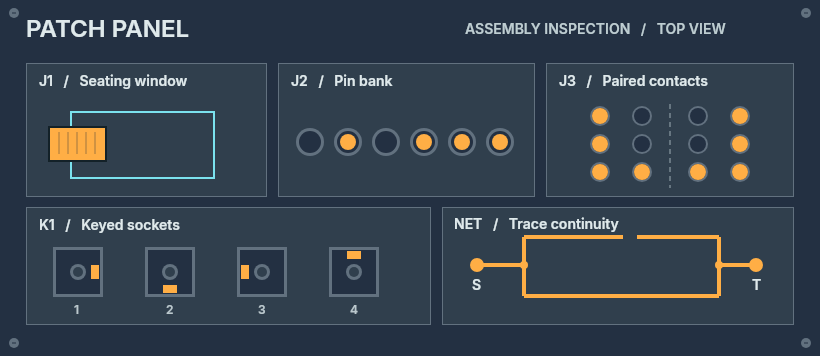 PATCH PANEL
ASSEMBLY INSPECTION / TOP VIEW
J1 / Seating window
J2 / Pin bank
J3 / Paired contacts
K1 / Keyed sockets
1 2 3 4
NET / Trace continuity
S T